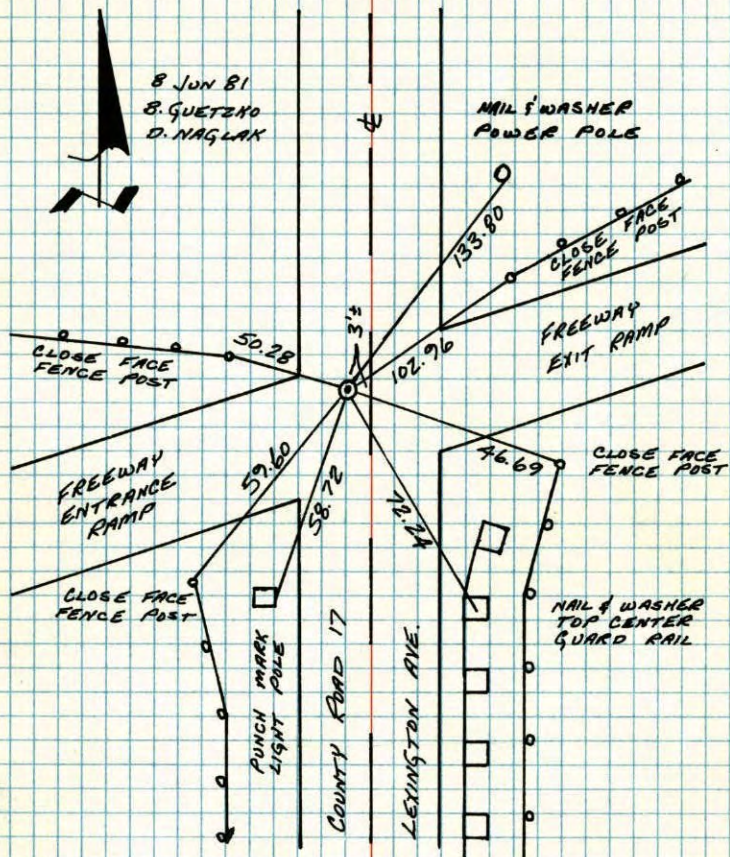 8 JUN 81
B. GUETZKO
D. NAGLAK
℄
NAIL & WASHER
POWER POLE
133.80
CLOSE FACE
FENCE POST
3'±
50.28
CLOSE FACE
FENCE POST
102.96
FREEWAY
EXIT RAMP
59.60
58.72
72.24
46.69
CLOSE FACE
FENCE POST
FREEWAY
ENTRANCE
RAMP
CLOSE FACE
FENCE POST
NAIL & WASHER
TOP CENTER
GUARD RAIL
PUNCH MARK
LIGHT POLE
COUNTY ROAD 17
LEXINGTON AVE.